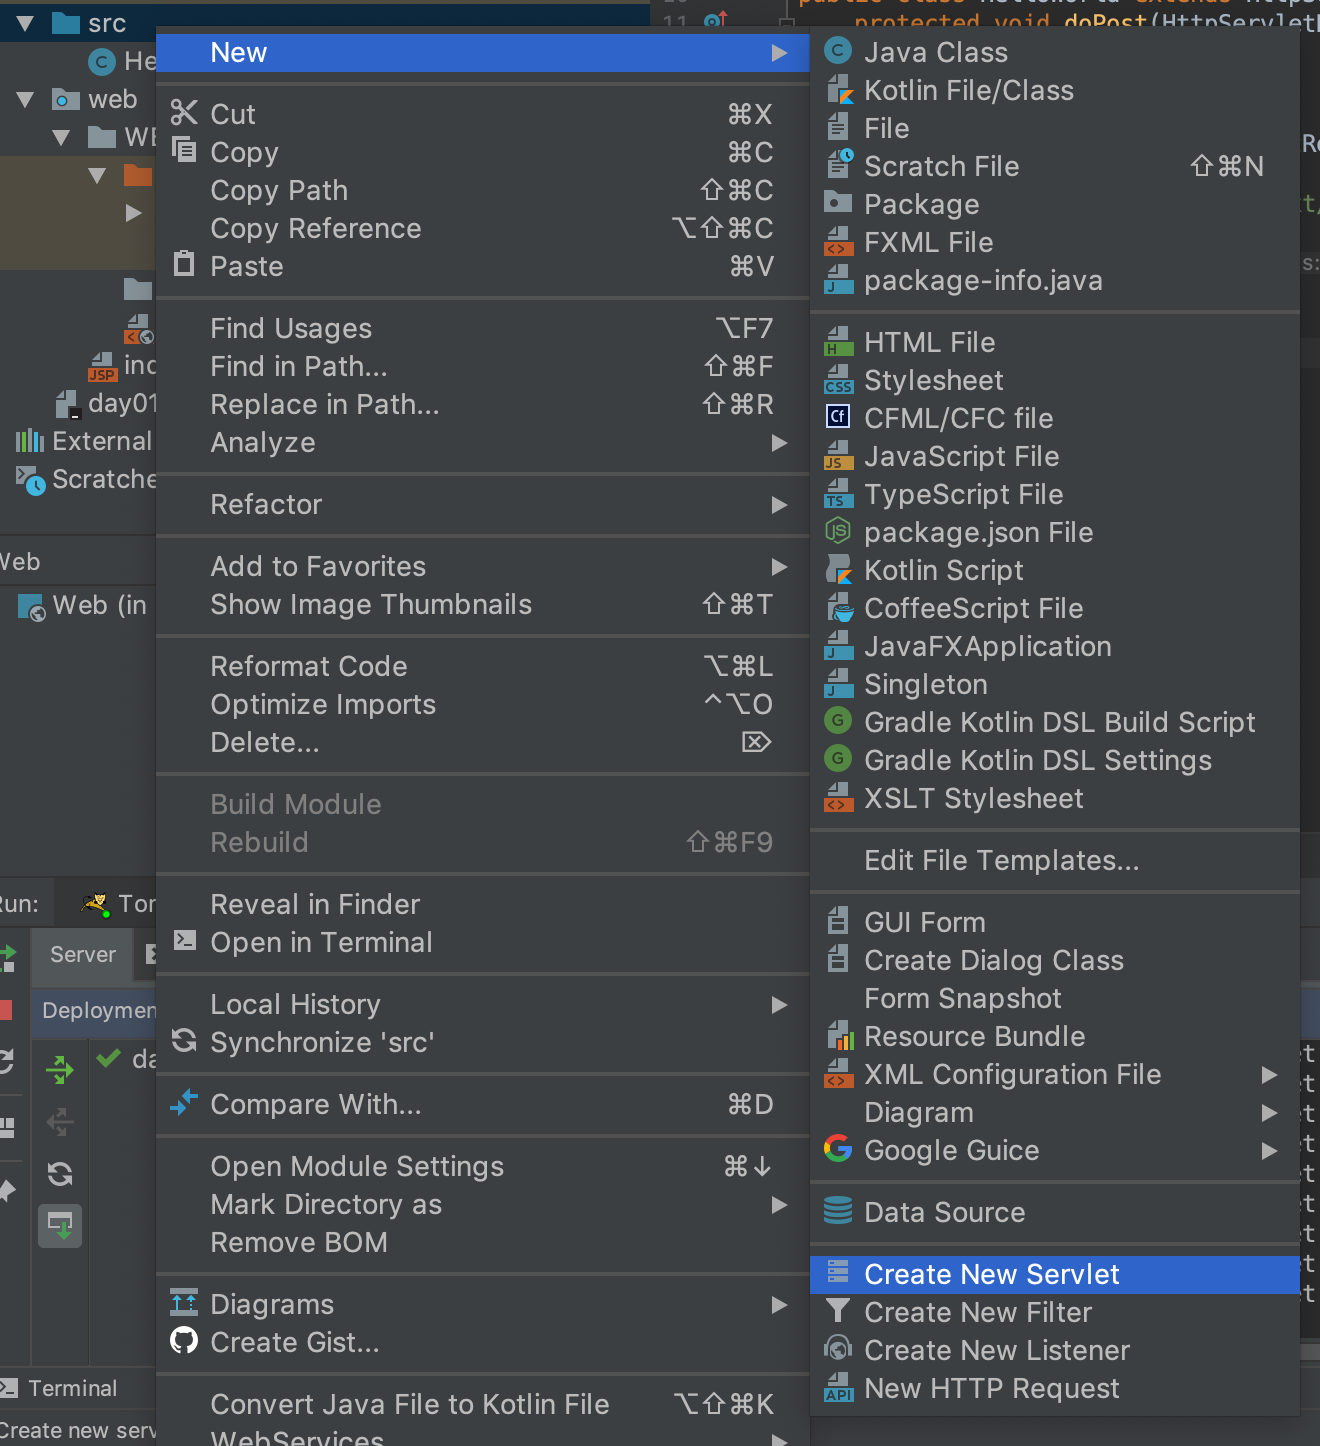 src
He
web
WE
ind
day01
External
Scratche
Web
Web (in
Run:
Tom
Server
Deploymen
da
Terminal
Create new serv
New
Cut ⌘X
Copy ⌘C
Copy Path ⇧⌘C
Copy Reference ⌥⇧⌘C
Paste ⌘V
Find Usages ⌥F7
Find in Path... ⇧⌘F
Replace in Path... ⇧⌘R
Analyze
Refactor
Add to Favorites
Show Image Thumbnails ⇧⌘T
Reformat Code ⌥⌘L
Optimize Imports ^⌥O
Delete... ⌦
Build Module
Rebuild ⇧⌘F9
Reveal in Finder
Open in Terminal
Local History
Synchronize 'src'
Compare With... ⌘D
Open Module Settings ⌘↓
Mark Directory as
Remove BOM
Diagrams
Create Gist...
Convert Java File to Kotlin File ⌥⇧⌘K
WebServices
11 protected void doPost(HttpServlet
Java Class
Kotlin File/Class
File
Scratch File ⇧⌘N
Package
FXML File
package-info.java
HTML File
Stylesheet
CFML/CFC file
JavaScript File
TypeScript File
package.json File
Kotlin Script
CoffeeScript File
JavaFXApplication
Singleton
Gradle Kotlin DSL Build Script
Gradle Kotlin DSL Settings
XSLT Stylesheet
Edit File Templates...
GUI Form
Create Dialog Class
Form Snapshot
Resource Bundle
XML Configuration File
Diagram
Google Guice
Data Source
Create New Servlet
Create New Filter
Create New Listener
New HTTP Request